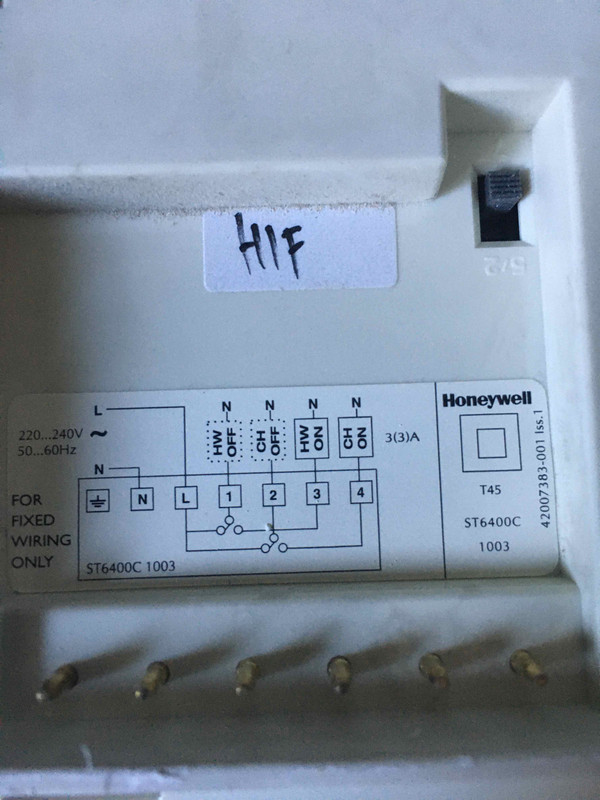 H1F
5/2
L
N
N
N
N
Honeywell
220...240V ~
50...60Hz
HW OFF
CH OFF
HW ON
CH ON
3(3)A
N
FOR
FIXED
WIRING
ONLY
N
L
1
2
3
4
ST6400C 1003
T45
ST6400C
1003
42007383-001 Iss.1